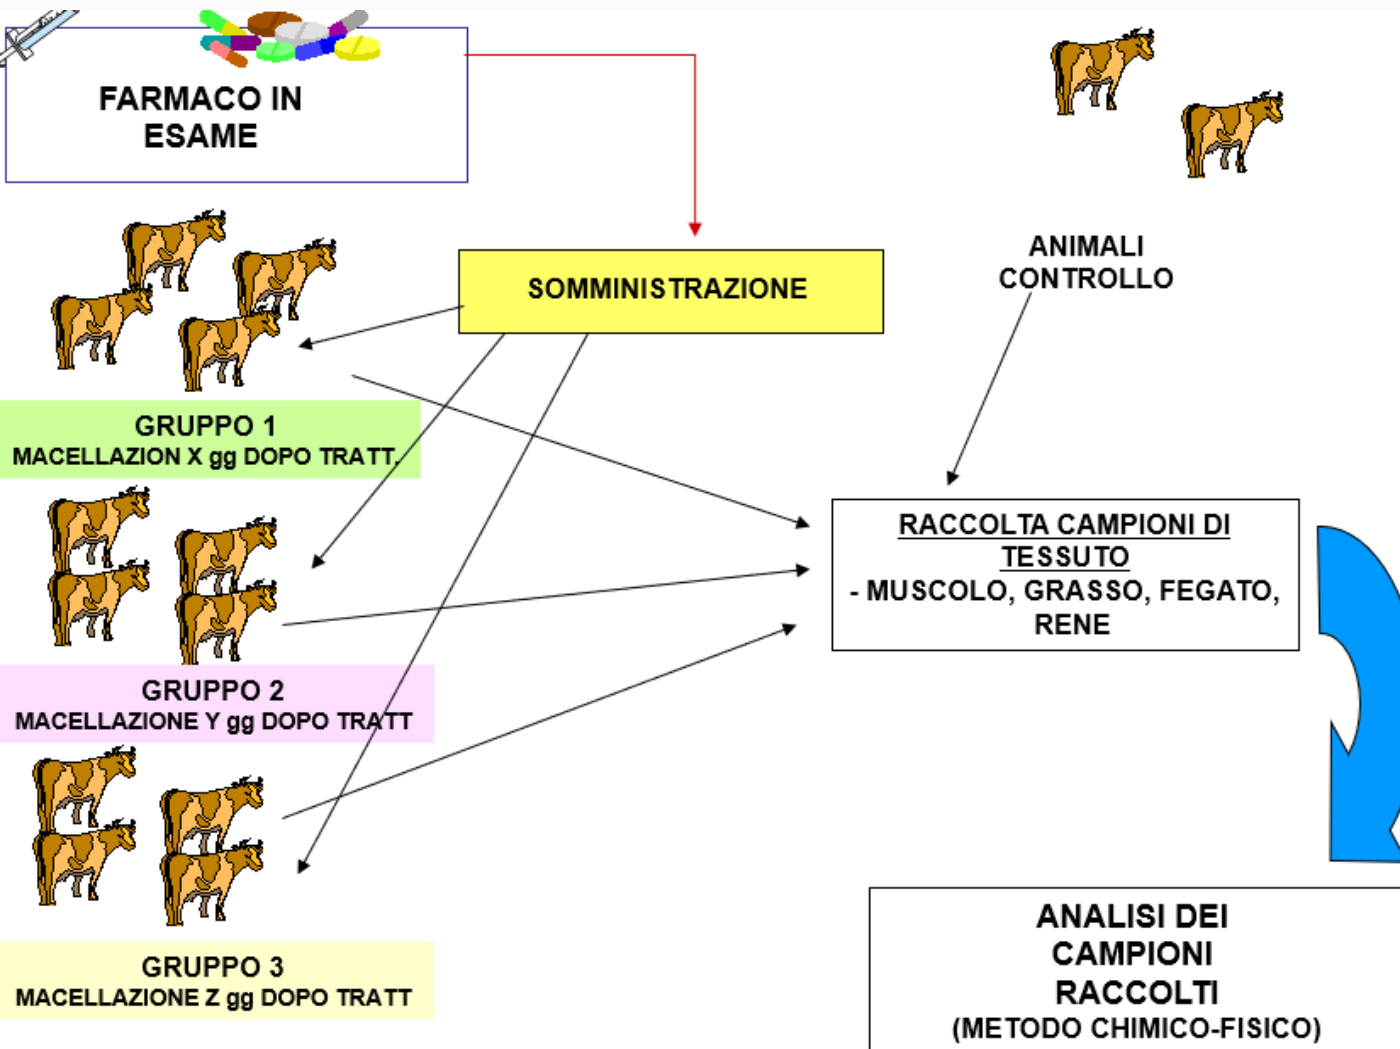 FARMACO IN
ESAME
SOMMINISTRAZIONE
ANIMALI
CONTROLLO
GRUPPO 1
MACELLAZION X gg DOPO TRATT.
GRUPPO 2
MACELLAZIONE Y gg DOPO TRATT
GRUPPO 3
MACELLAZIONE Z gg DOPO TRATT
RACCOLTA CAMPIONI DI
TESSUTO
- MUSCOLO, GRASSO, FEGATO,
RENE
ANALISI DEI
CAMPIONI
RACCOLTI
(METODO CHIMICO-FISICO)